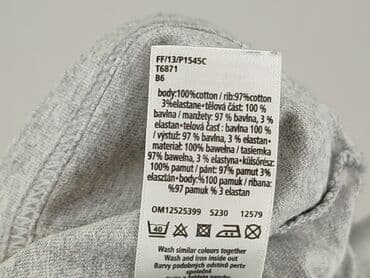 FF/13/P1545C
T6871
B6
body:100%cotton / rib:97%cotton
3%elastane•tělová část: 100 %
bavlna / manžety: 97 % bavlna, 3 %
elastan•telová časť: 100 % bavlna
/ výstuž: 97 % bavlna, 3 % elastan•
materiał: 100% bawełna / tasiemka
97% bawełna, 3 % elastyna•külsőrész:
100% pamut / pánt: 97% pamut 3%
elasztán•body:%100 pamuk / ribana:
%97 pamuk % 3 elastan
OM12525399 5230 12579
40
Wash similar colours together
Wash and iron inside out
Barvy podobných odstínů perte